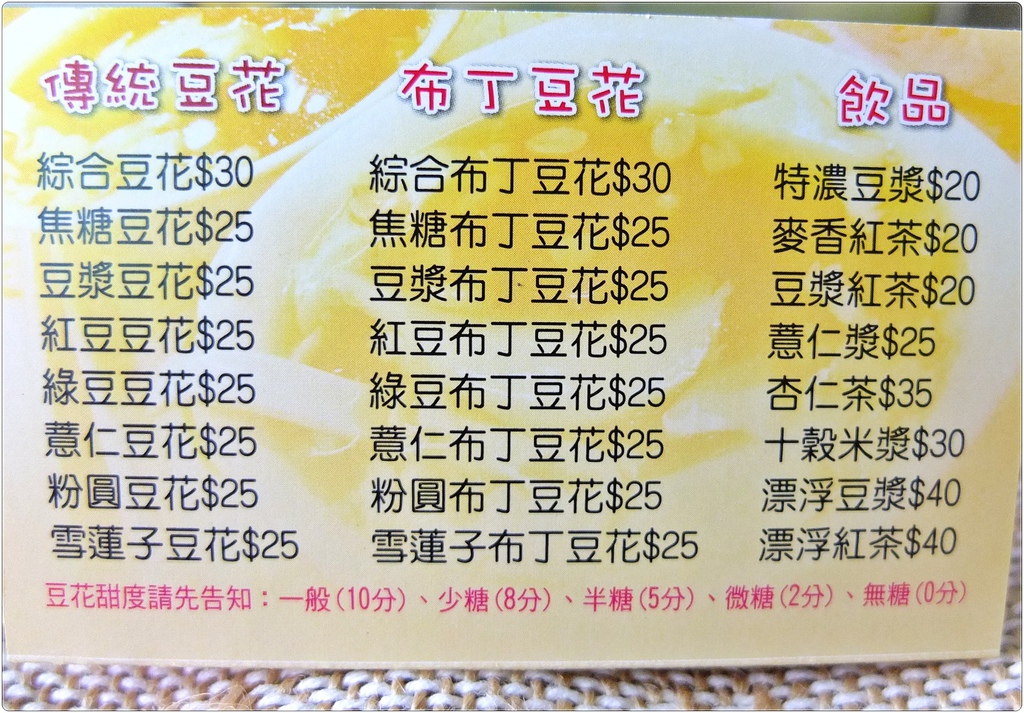 傳統豆花
綜合豆花$30
焦糖豆花$25
豆漿豆花$25
紅豆豆花$25
綠豆豆花$25
薏仁豆花$25
粉圓豆花$25
雪蓮子豆花$25
布丁豆花
綜合布丁豆花$30
焦糖布丁豆花$25
豆漿布丁豆花$25
紅豆布丁豆花$25
綠豆布丁豆花$25
薏仁布丁豆花$25
粉圓布丁豆花$25
雪蓮子布丁豆花$25
飲品
特濃豆漿$20
麥香紅茶$20
豆漿紅茶$20
薏仁漿$25
杏仁茶$35
十穀米漿$30
漂浮豆漿$40
漂浮紅茶$40
豆花甜度請先告知：一般(10分)、少糖(8分)、半糖(5分)、微糖(2分)、無糖(0分)